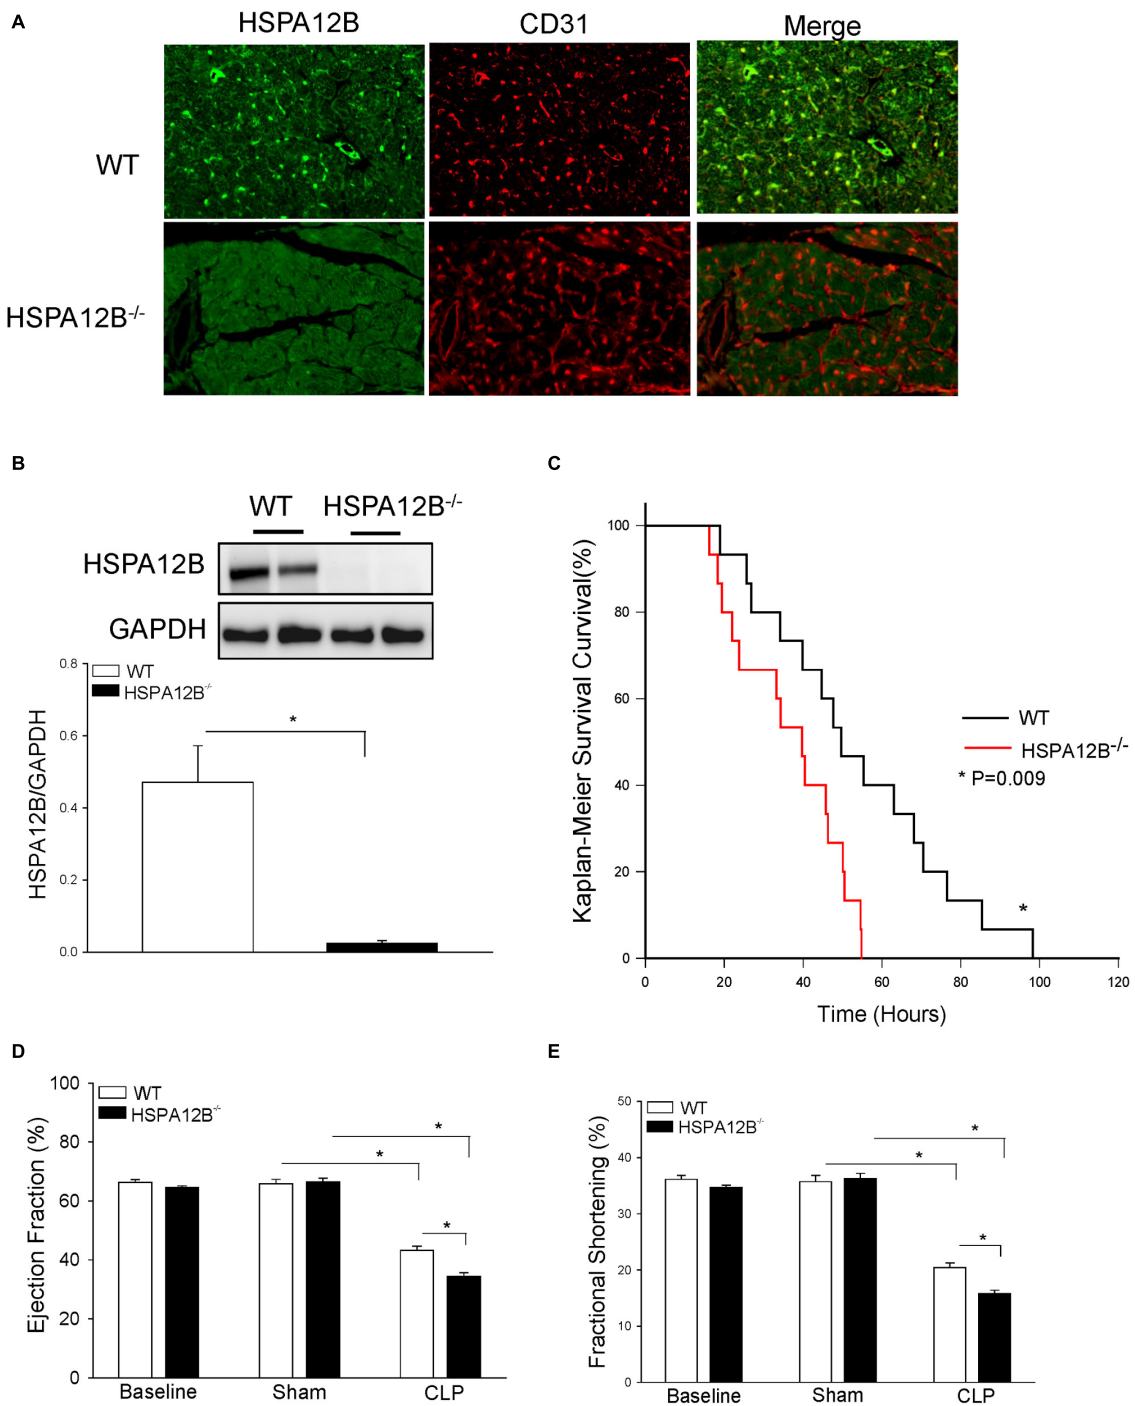 A
HSPA12B
CD31
Merge
WT
HSPA12B-/-
B
WT
HSPA12B-/-
HSPA12B
GAPDH
WT
HSPA12B-/-
*
HSPA12B/GAPDH
0.8
0.6
0.4
0.2
0.0
C
Kaplan-Meier Survival Curvival(%)
100
80
60
40
20
0
WT
HSPA12B-/-
* P=0.009
*
0 20 40 60 80 100 120
Time (Hours)
D
Ejection Fraction (%)
100
80
60
40
20
0
WT
HSPA12B-/-
*
*
*
Baseline Sham CLP
E
Fractional Shortening (%)
50
40
30
20
10
0
WT
HSPA12B-/-
*
*
*
Baseline Sham CLP